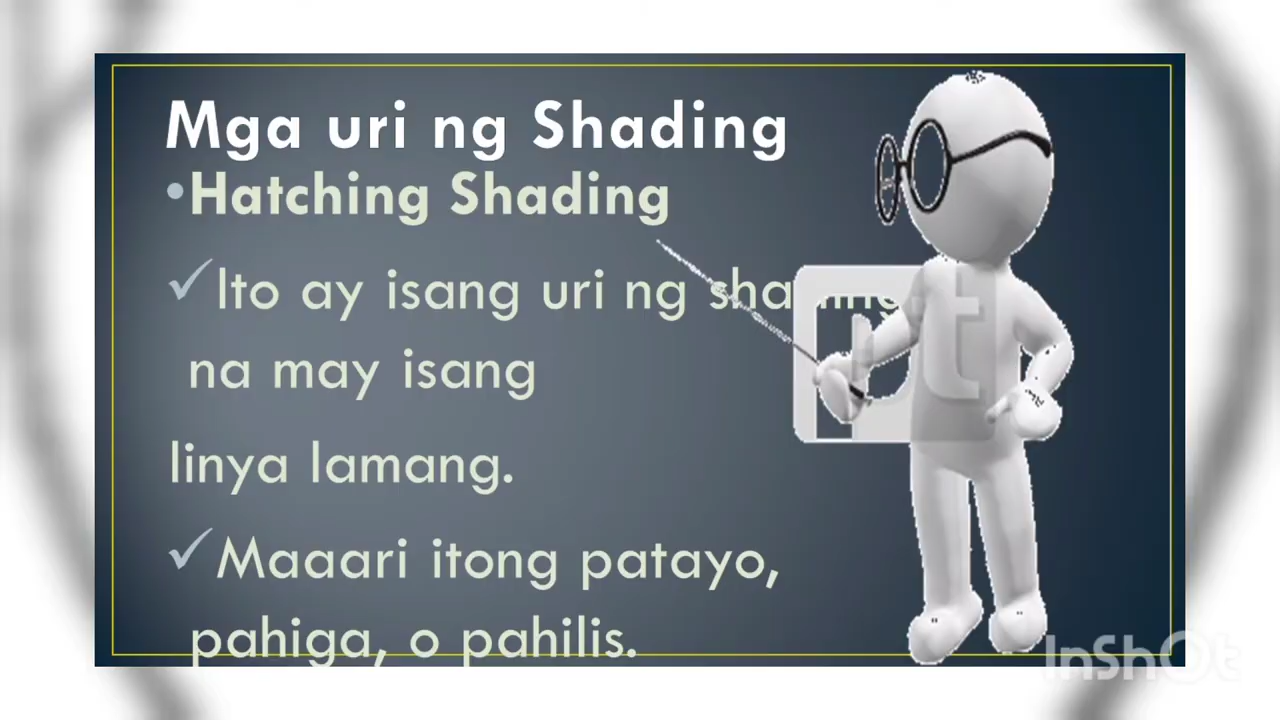 Mga uri ng Shading
•Hatching Shading
✓Ito ay isang uri ng shading
na may isang
linya lamang.
✓Maaari itong patayo,
pahiga, o pahilis.
InShOt